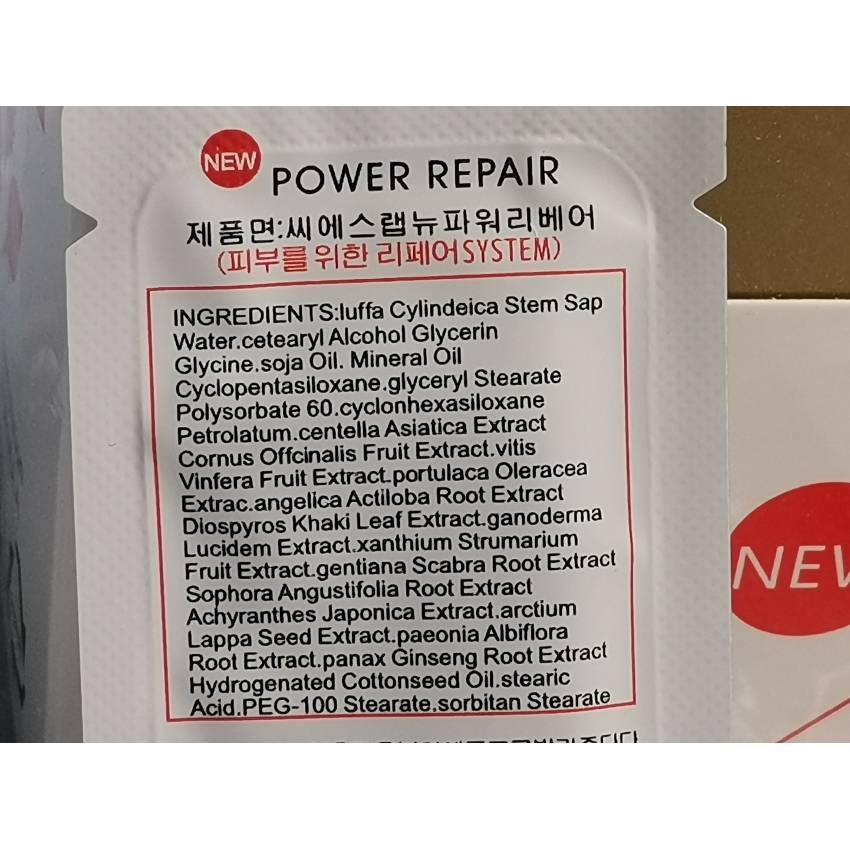 NEW
POWER REPAIR
제품면:씨에스랩뉴파워리베어
(피부를 위한 리페어SYSTEM)
INGREDIENTS:luffa Cylindeica Stem Sap
Water.cetearyl Alcohol Glycerin
Glycine.soja Oil. Mineral Oil
Cyclopentasiloxane.glyceryl Stearate
Polysorbate 60.cyclonhexasiloxane
Petrolatum.centella Asiatica Extract
Cornus Offcinalis Fruit Extract.vitis
Vinfera Fruit Extract.portulaca Oleracea
Extrac.angelica Actiloba Root Extract
Diospyros Khaki Leaf Extract.ganoderma
Lucidem Extract.xanthium Strumarium
Fruit Extract.gentiana Scabra Root Extract
Sophora Angustifolia Root Extract
Achyranthes Japonica Extract.arctium
Lappa Seed Extract.paeonia Albiflora
Root Extract.panax Ginseng Root Extract
Hydrogenated Cottonseed Oil.stearic
Acid.PEG-100 Stearate.sorbitan Stearate
NEW